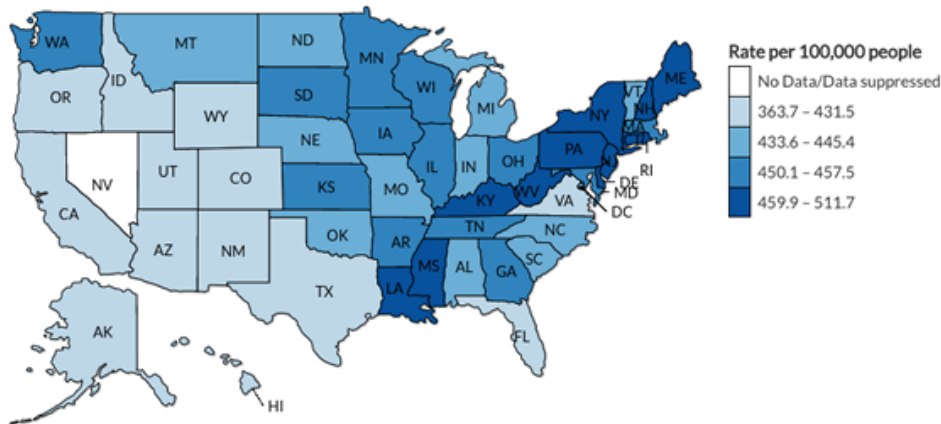 Rate per 100,000 people
No Data/Data suppressed
363.7 – 431.5
433.6 – 445.4
450.1 – 457.5
459.9 – 511.7
WA
MT
ND
MN
ME
OR
ID
WY
SD
WI
MI
NY
VT
NH
MA
CT
RI
NV
UT
CO
NE
IA
IL
IN
OH
PA
NJ
DE
MD
DC
CA
KS
MO
KY
WV
VA
AZ
NM
OK
AR
TN
NC
SC
TX
LA
MS
AL
GA
FL
AK
HI